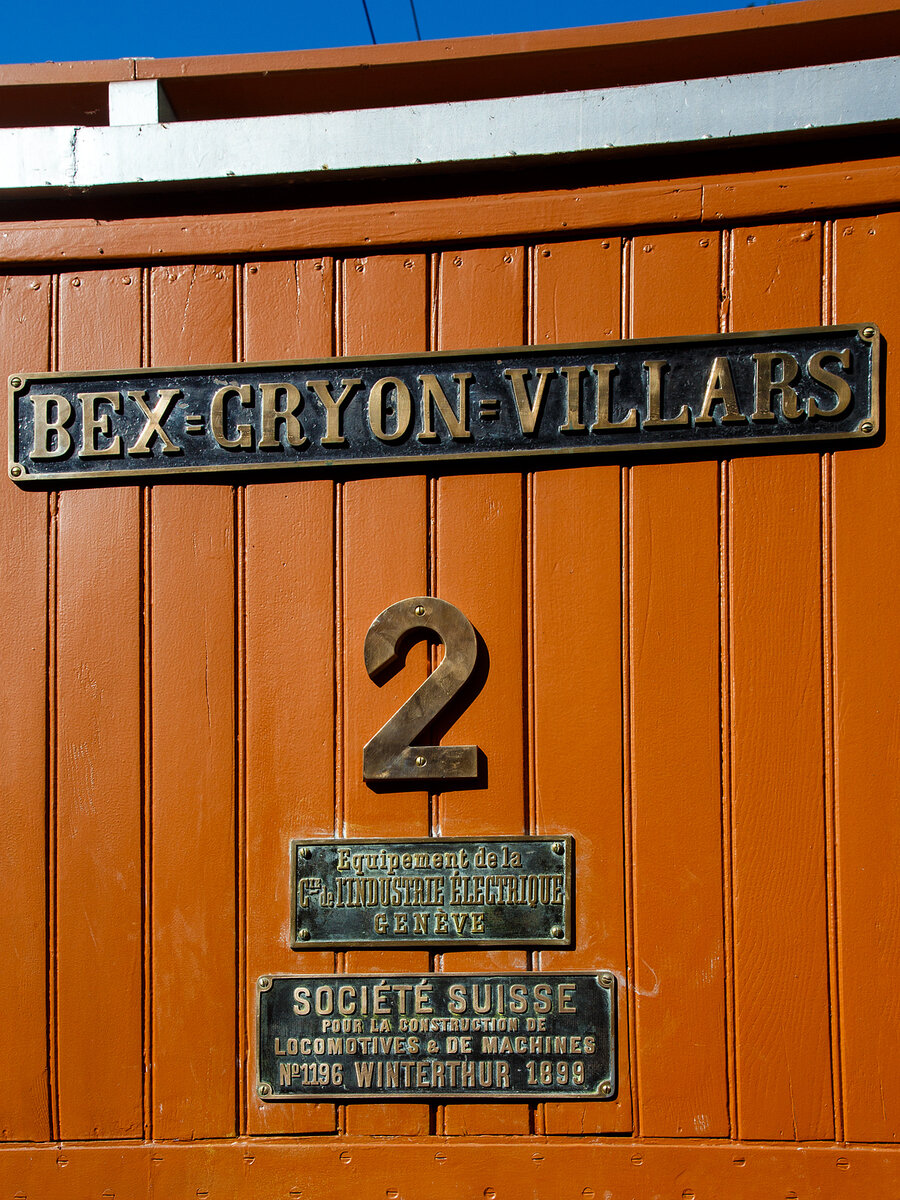 BEX=GRYON=VILLARS
2
Equipement de la
Cie de l'INDUSTRIE ÉLECTRIQUE
GENÈVE
SOCIÉTÉ SUISSE
POUR LA CONSTRUCTION DE
LOCOMOTIVES & DE MACHINES
No 1196 WINTERTHUR 1899